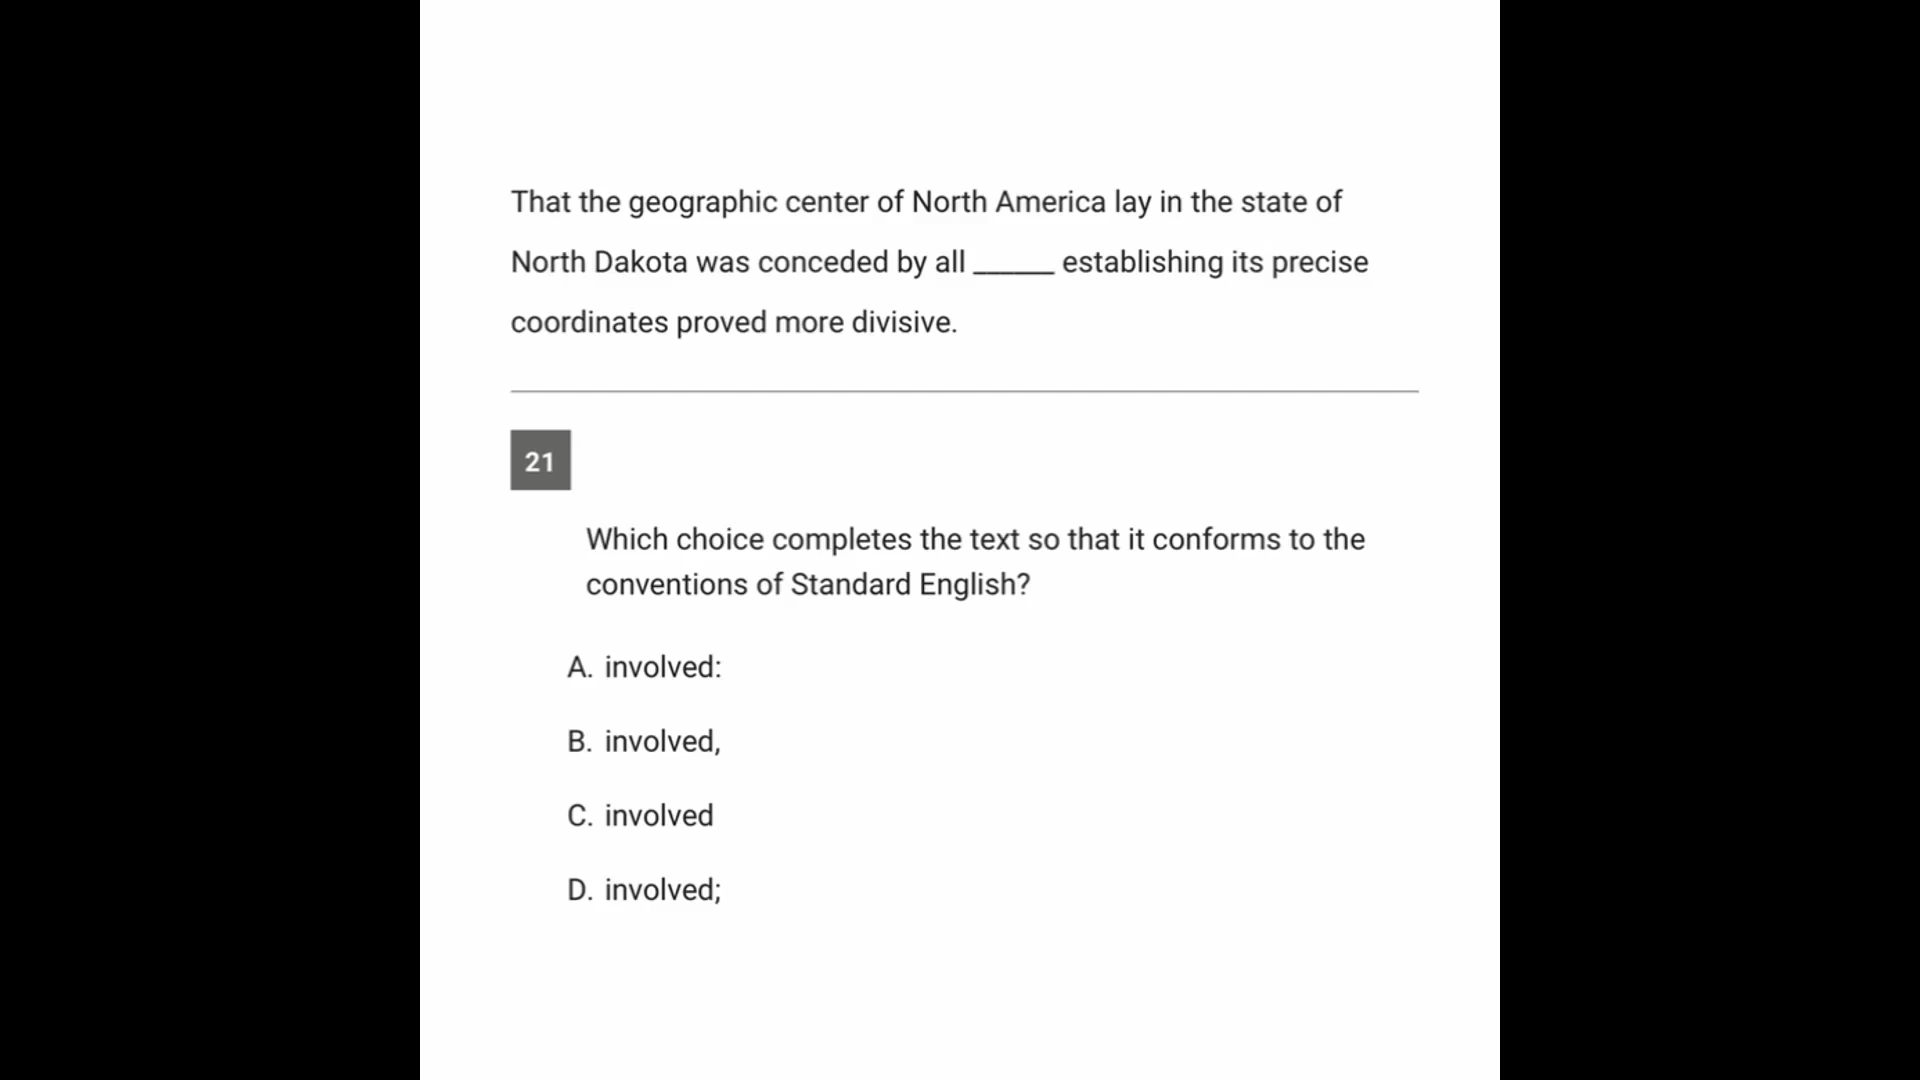 That the geographic center of North America lay in the state of
North Dakota was conceded by all ______ establishing its precise
coordinates proved more divisive.
21
Which choice completes the text so that it conforms to the
conventions of Standard English?
A. involved:
B. involved,
C. involved
D. involved;